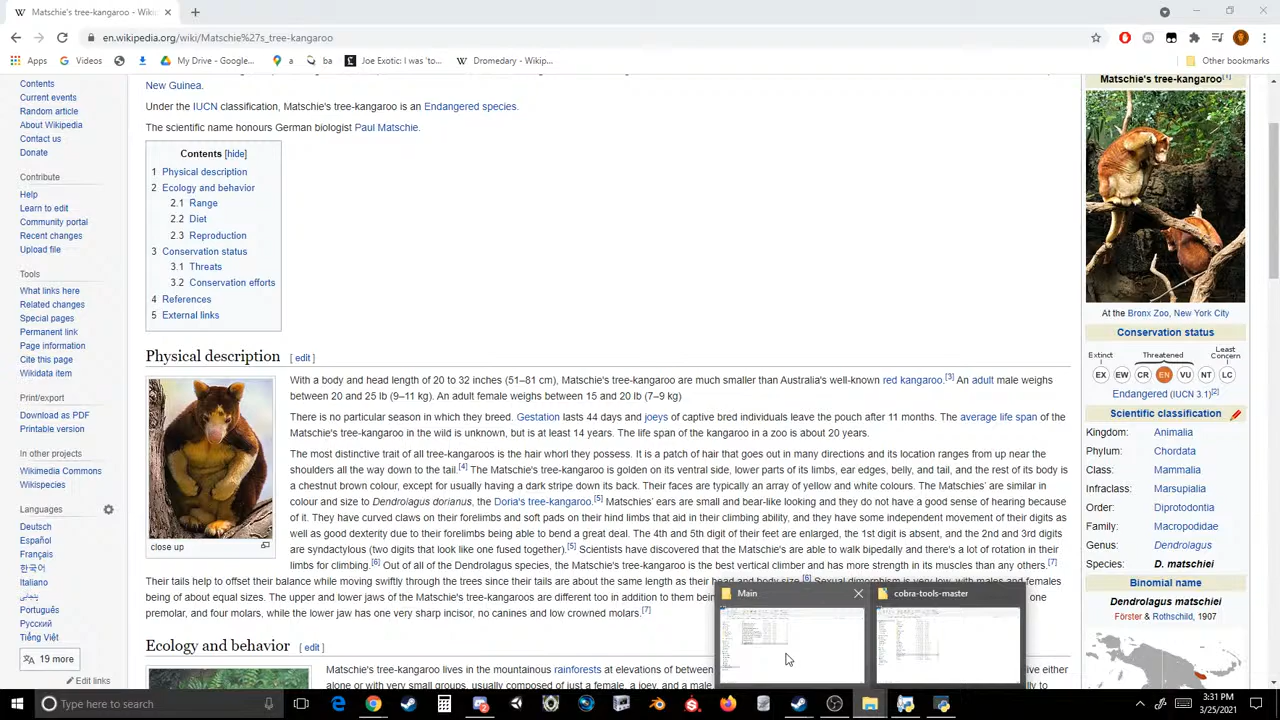 Matschie's tree-kangaroo - Wiki
en.wikipedia.org/wiki/Matschie%27s_tree-kangaroo
Apps
Videos
My Drive - Google...
a
ba
Joe Exotic: I was 'to...
Dromedary - Wikip...
Other bookmarks
Contents
Current events
Random article
About Wikipedia
Contact us
Donate
Contribute
Help
Learn to edit
Community portal
Recent changes
Upload file
Tools
What links here
Related changes
Special pages
Permanent link
Page information
Cite this page
Wikidata item
Print/export
Download as PDF
Printable version
In other projects
Wikimedia Commons
Wikispecies
Languages
Deutsch
Español
Français
한국어
Italiano
Português
Русский
Tiếng Việt
19 more
Edit links
New Guinea.
Under the IUCN classification, Matschie's tree-kangaroo is an Endangered species.
The scientific name honours German biologist Paul Matschie.
Contents [hide]
1 Physical description
2 Ecology and behavior
2.1 Range
2.2 Diet
2.3 Reproduction
3 Conservation status
3.1 Threats
3.2 Conservation efforts
4 References
5 External links
Physical description [ edit ]
close up
With a body and head length of 20 to 32 inches (51–81 cm), Matschie's tree-kangaroo are much smaller than Australia's well-known red kangaroo.[3] An adult male weighs
between 20 and 25 lb (9–11 kg). An adult female weighs between 15 and 20 lb (7–9 kg)
There is no particular season in which they breed. Gestation lasts 44 days and joeys of captive bred individuals leave the pouch after 11 months. The average life span of the
Matschie's tree-kangaroo in the wild is unknown, but is at least 14 years. The life span of the kangaroo in a zoo is about 20 years.
The most distinctive trait of all tree-kangaroos is the hair whorl they possess. It is a patch of hair that goes out in many directions and its location ranges from up near the
shoulders all the way down to the tail.[4] The Matschie's tree-kangaroo is golden on its ventral side, lower parts of its limbs, ear edges, belly, and tail, and the rest of its body is
a chestnut brown colour, except for usually having a dark stripe down its back. Their faces are typically an array of yellow and white colours. The Matschies' are similar in
colour and size to Dendrolagus dorianus, the Doria's tree-kangaroo.[5] Matschies' ears are small and bear-like looking and they do not have a good sense of hearing because
of it. They have curved claws on their forelimbs and soft pads on their hind limbs that aid in their climbing ability, and they have some independent movement of their digits as
well as good dexterity due to their forelimbs being able to bend a great deal. The 4th and 5th digit of their feet are enlarged, the 1st digit is absent, and the 2nd and 3rd digits
are syndactylous (two digits that look like one fused together).[5] Scientists have discovered that the Matschie's are able to walk bipedally and there's a lot of rotation in their
limbs for climbing.[6] Out of all of the Dendrolagus species, the Matschie's tree-kangaroo is the best vertical climber and has more strength in its muscles than any others.[7]
Their tails help to offset their balance while moving swiftly through the trees since their tails are about the same length as their head and body size.[6] Sexual dimorphism is very low, with males and females
being of about equal sizes. The upper and lower jaws of the Matschie's tree-kangaroo are different too in addition to them being one
premolar, and four molars, while the lower jaw has one very sharp incisor, no canines and low crowned molars.[7]
Ecology and behavior [ edit ]
Matschie's tree-kangaroo lives in the mountainous rainforests at elevations of between ive either
alone or with very small groups, usually composed of just a female, a joey, and a male lly to
Matschie's tree-kangaroo[1]
At the Bronx Zoo, New York City
Conservation status
Extinct Threatened Least Concern
EX EW CR EN VU NT LC
Endangered (IUCN 3.1)[2]
Scientific classification
Kingdom: Animalia
Phylum: Chordata
Class: Mammalia
Infraclass: Marsupialia
Order: Diprotodontia
Family: Macropodidae
Genus: Dendrolagus
Species: D. matschiei
Binomial name
Dendrolagus matschiei
Förster & Rothschild, 1907
Main
cobra-tools-master
Type here to search
3:31 PM
3/25/2021